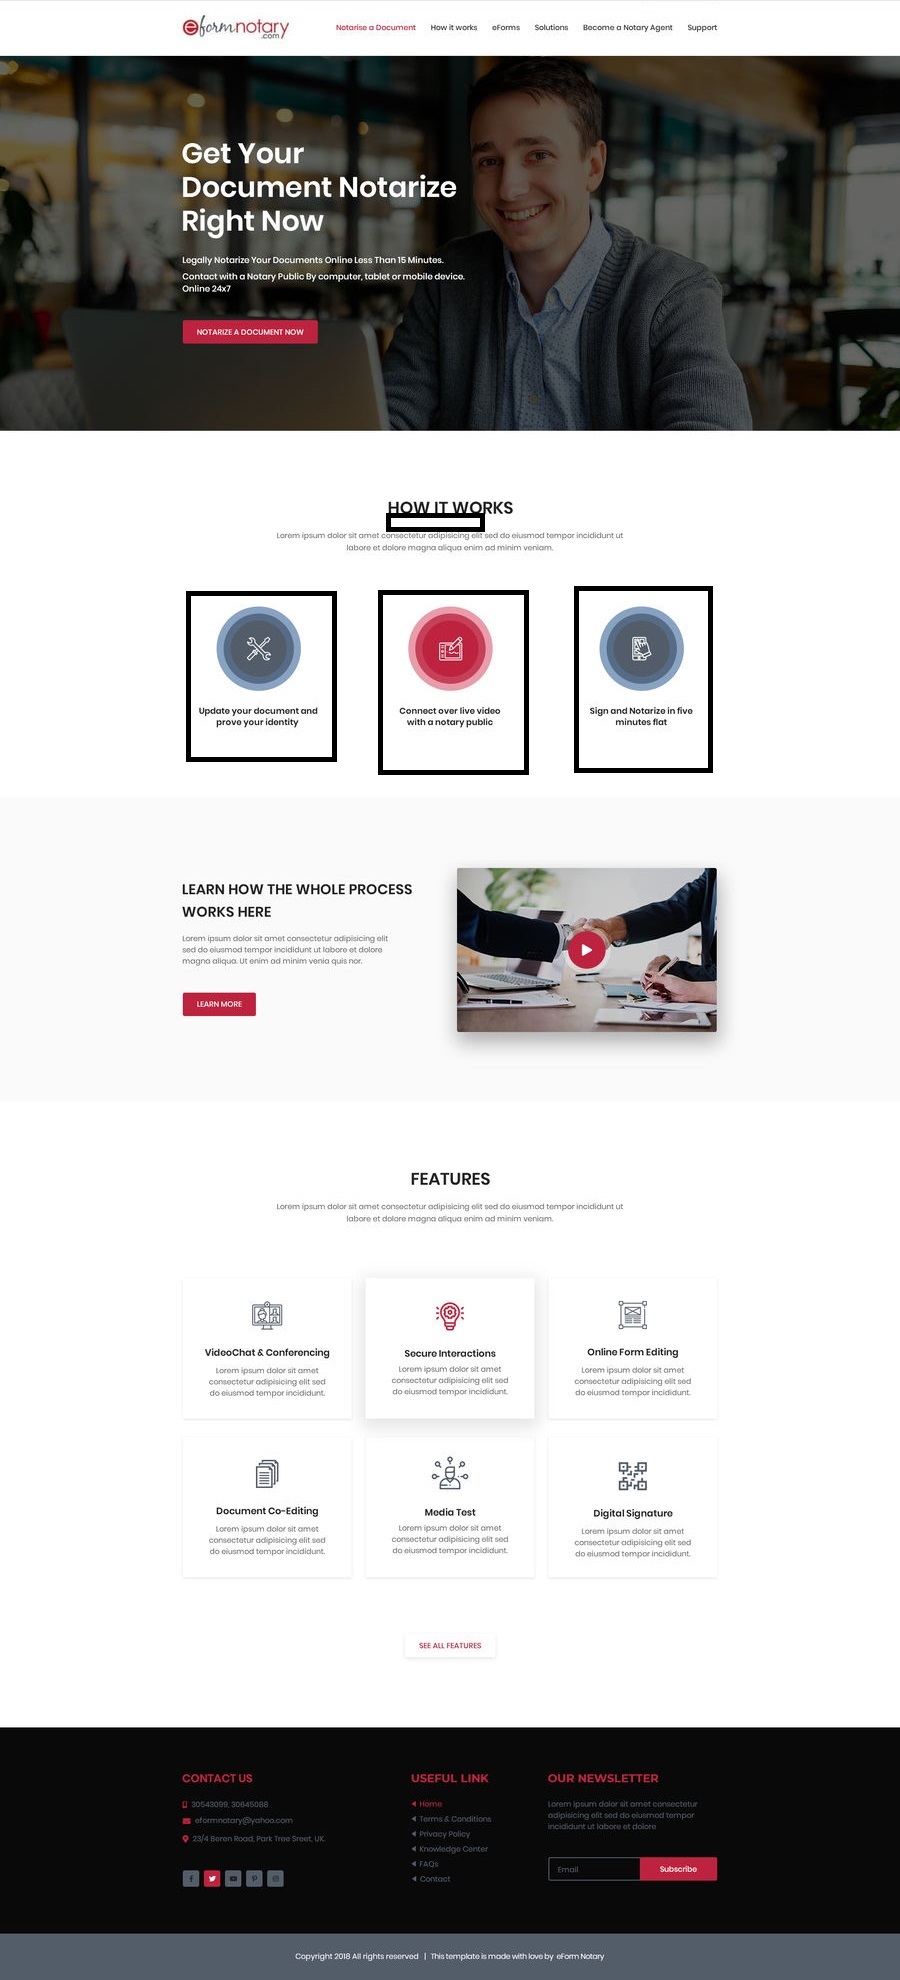 eformnotary
.com
Notarise a Document How it works eForms Solutions Become a Notary Agent Support
Get Your
Document Notarize
Right Now
Legally Notarize Your Documents Online Less Than 15 Minutes.
Contact with a Notary Public By computer, tablet or mobile device.
Online 24x7
NOTARIZE A DOCUMENT NOW
HOW IT WORKS
Lorem ipsum dolor sit amet consectetur adipisicing elit sed do eiusmod tempor incididunt ut
labore et dolore magna aliqua enim ad minim veniam.
Update your document and
prove your identity
Connect over live video
with a notary public
Sign and Notarize in five
minutes flat
LEARN HOW THE WHOLE PROCESS
WORKS HERE
Lorem ipsum dolor sit amet consectetur adipisicing elit
sed do eiusmod tempor incididunt ut labore et dolore
magna aliqua. Ut enim ad minim venia quis nor.
LEARN MORE
FEATURES
Lorem ipsum dolor sit amet consectetur adipisicing elit sed do eiusmod tempor incididunt ut
labore et dolore magna aliqua enim ad minim veniam.
VideoChat & Conferencing
Lorem ipsum dolor sit amet
consectetur adipisicing elit sed
do eiusmod tempor incididunt.
Secure Interactions
Lorem ipsum dolor sit amet
consectetur adipisicing elit sed
do eiusmod tempor incididunt.
Online Form Editing
Lorem ipsum dolor sit amet
consectetur adipisicing elit sed
do eiusmod tempor incididunt.
Document Co-Editing
Lorem ipsum dolor sit amet
consectetur adipisicing elit sed
do eiusmod tempor incididunt.
Media Test
Lorem ipsum dolor sit amet
consectetur adipisicing elit sed
do eiusmod tempor incididunt.
Digital Signature
Lorem ipsum dolor sit amet
consectetur adipisicing elit sed
do eiusmod tempor incididunt.
SEE ALL FEATURES
CONTACT US
30543099, 30645088
eformnotary@yahoo.com
23/4 Beren Road, Park Tree Sreet, UK.
USEFUL LINK
Home
Terms & Conditions
Privacy Policy
Knowledge Center
FAQs
Contact
OUR NEWSLETTER
Lorem ipsum dolor sit amet consectetur
adipisicing elit sed do eiusmod tempor
incididunt ut labore et dolore
Email Subscribe
Copyright 2018 All rights reserved | This template is made with love by eForm Notary